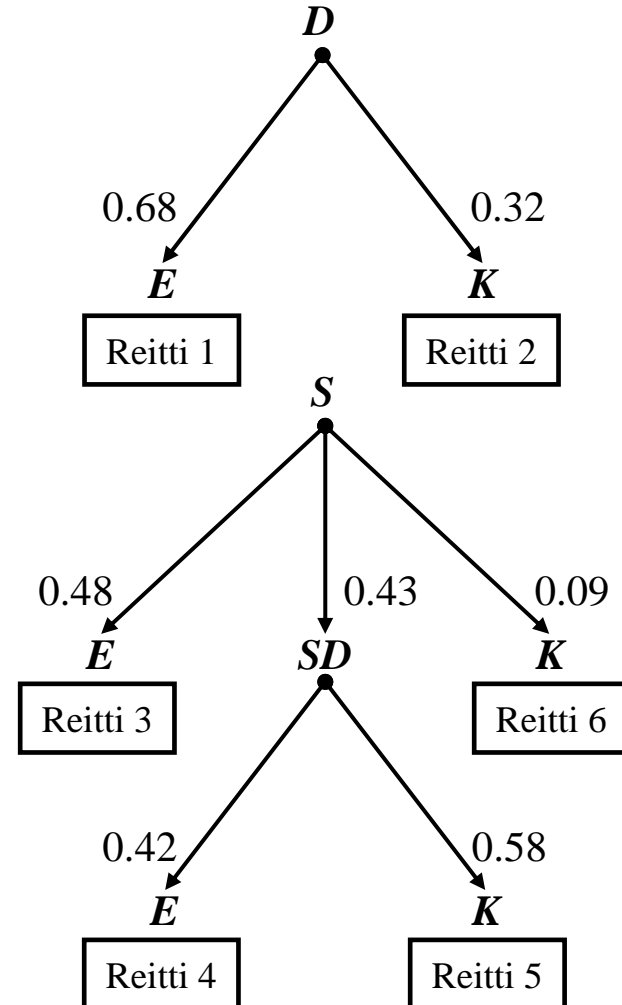 D
0.68 0.32
E K
Reitti 1 Reitti 2
S
0.48 0.43 0.09
E SD K
Reitti 3 Reitti 6
0.42 0.58
E K
Reitti 4 Reitti 5